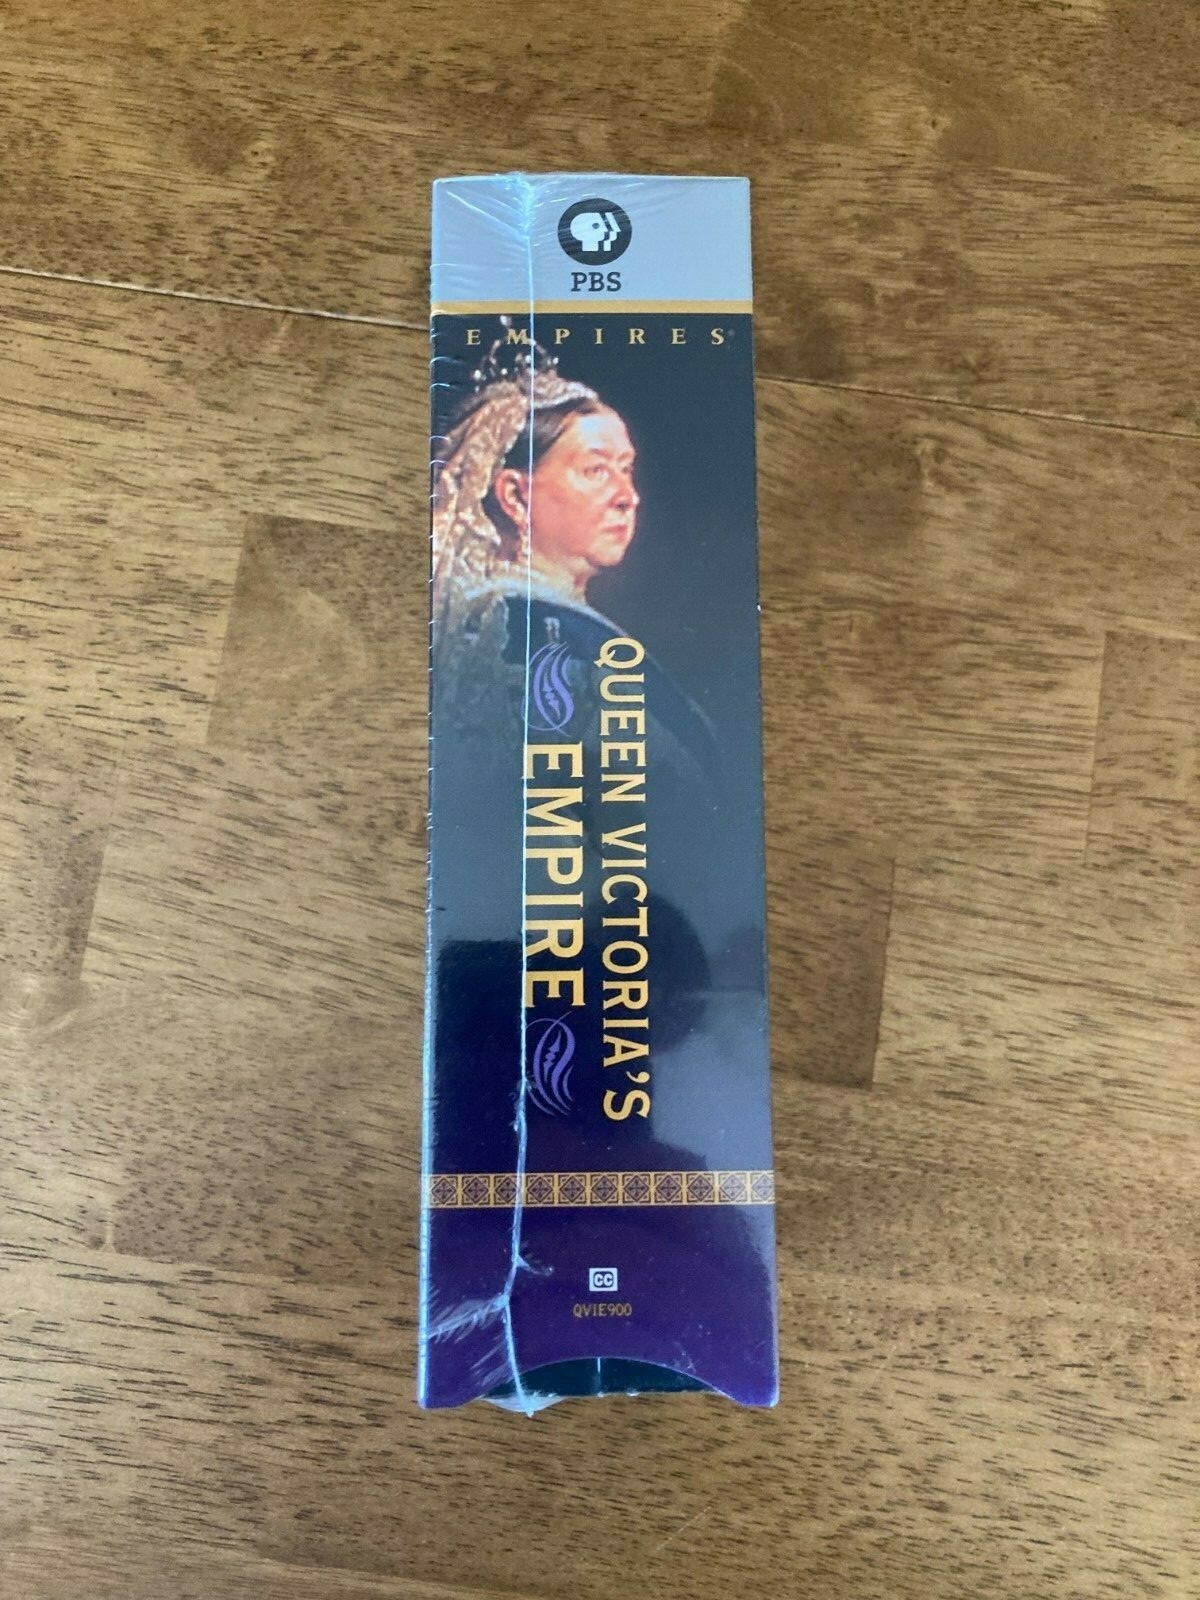 PBS
EMPIRES®
QUEEN VICTORIA'S
EMPIRE
CC
QVIE900